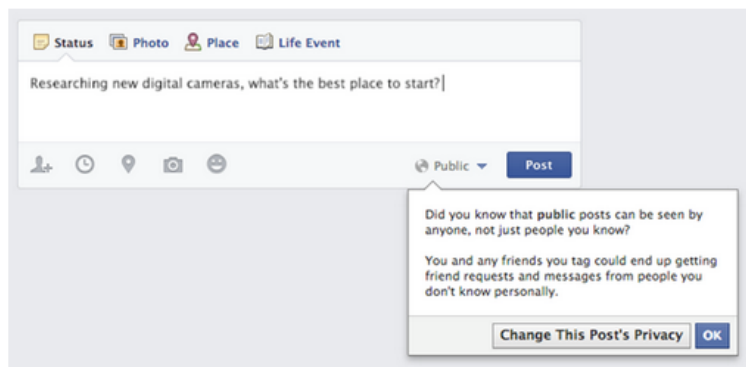 Status Photo Place Life Event
Researching new digital cameras, what's the best place to start?
Public Post
Did you know that public posts can be seen by
anyone, not just people you know?
You and any friends you tag could end up getting
friend requests and messages from people you
don't know personally.
Change This Post's Privacy OK